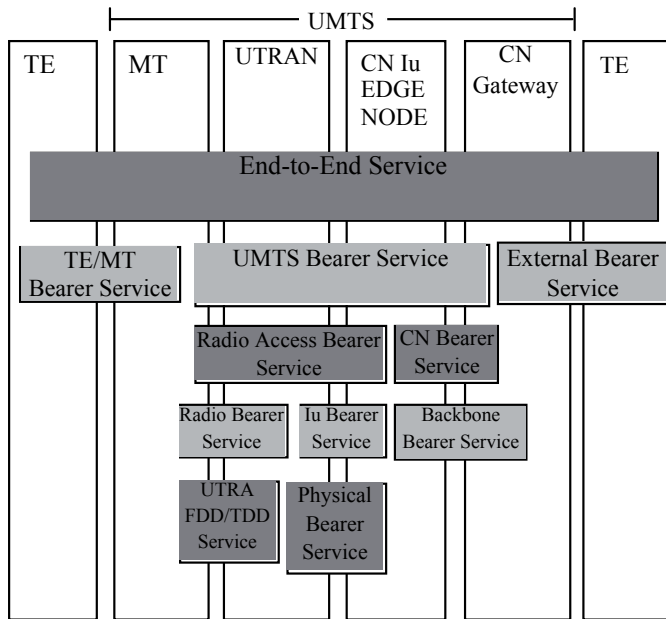 UMTS
TE
MT
UTRAN
CN Iu
EDGE
NODE
CN
Gateway
TE
End-to-End Service
TE/MT
Bearer Service
UMTS Bearer Service
External Bearer
Service
Radio Access Bearer
Service
CN Bearer
Service
Radio Bearer
Service
Iu Bearer
Service
Backbone
Bearer Service
UTRA
FDD/TDD
Service
Physical
Bearer
Service